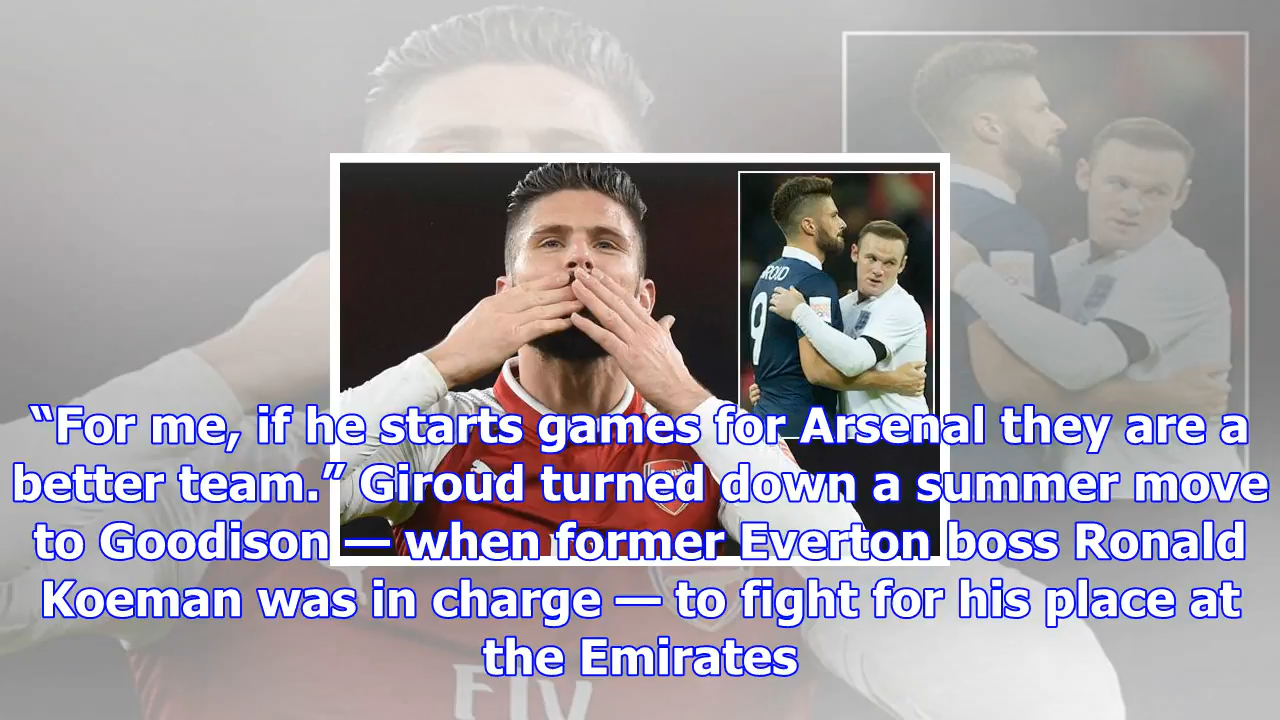 “For me, if he starts games for Arsenal they are a
better team.” Giroud turned down a summer move
to Goodison — when former Everton boss Ronald
Koeman was in charge — to fight for his place at
the Emirates
9